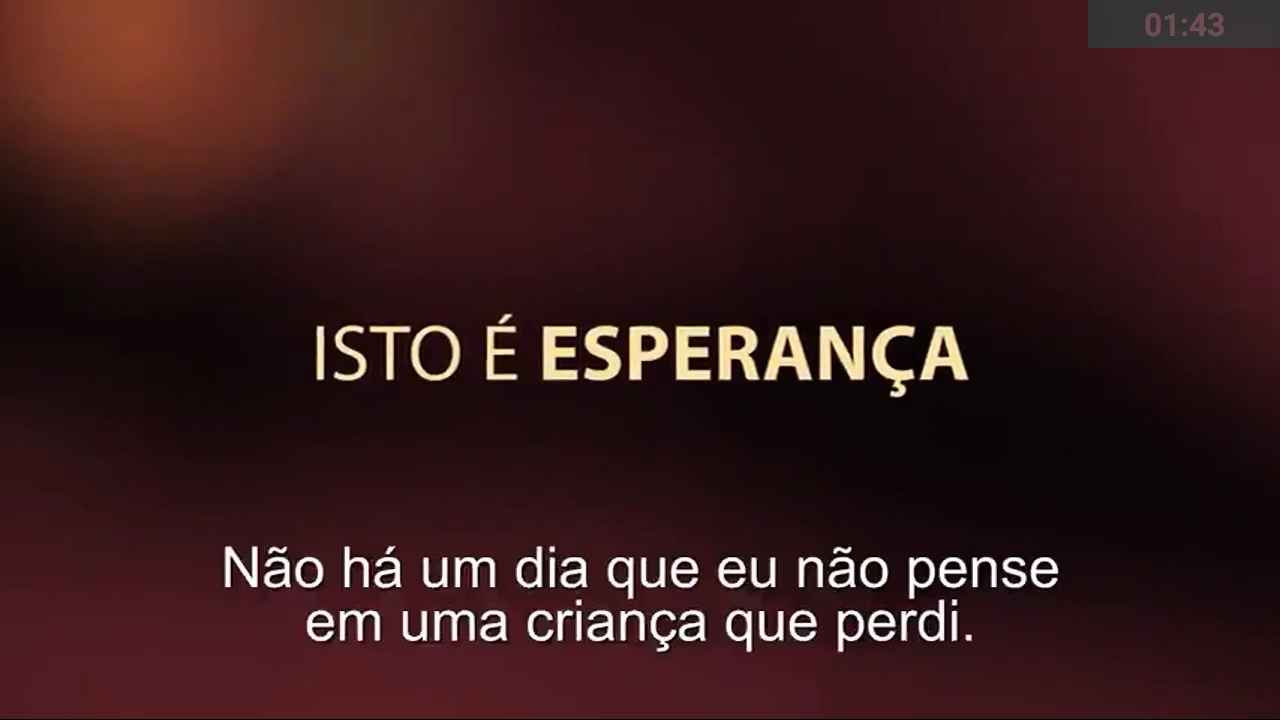 01:43
ISTO É ESPERANÇA
Não há um dia que eu não pense
em uma criança que perdi.